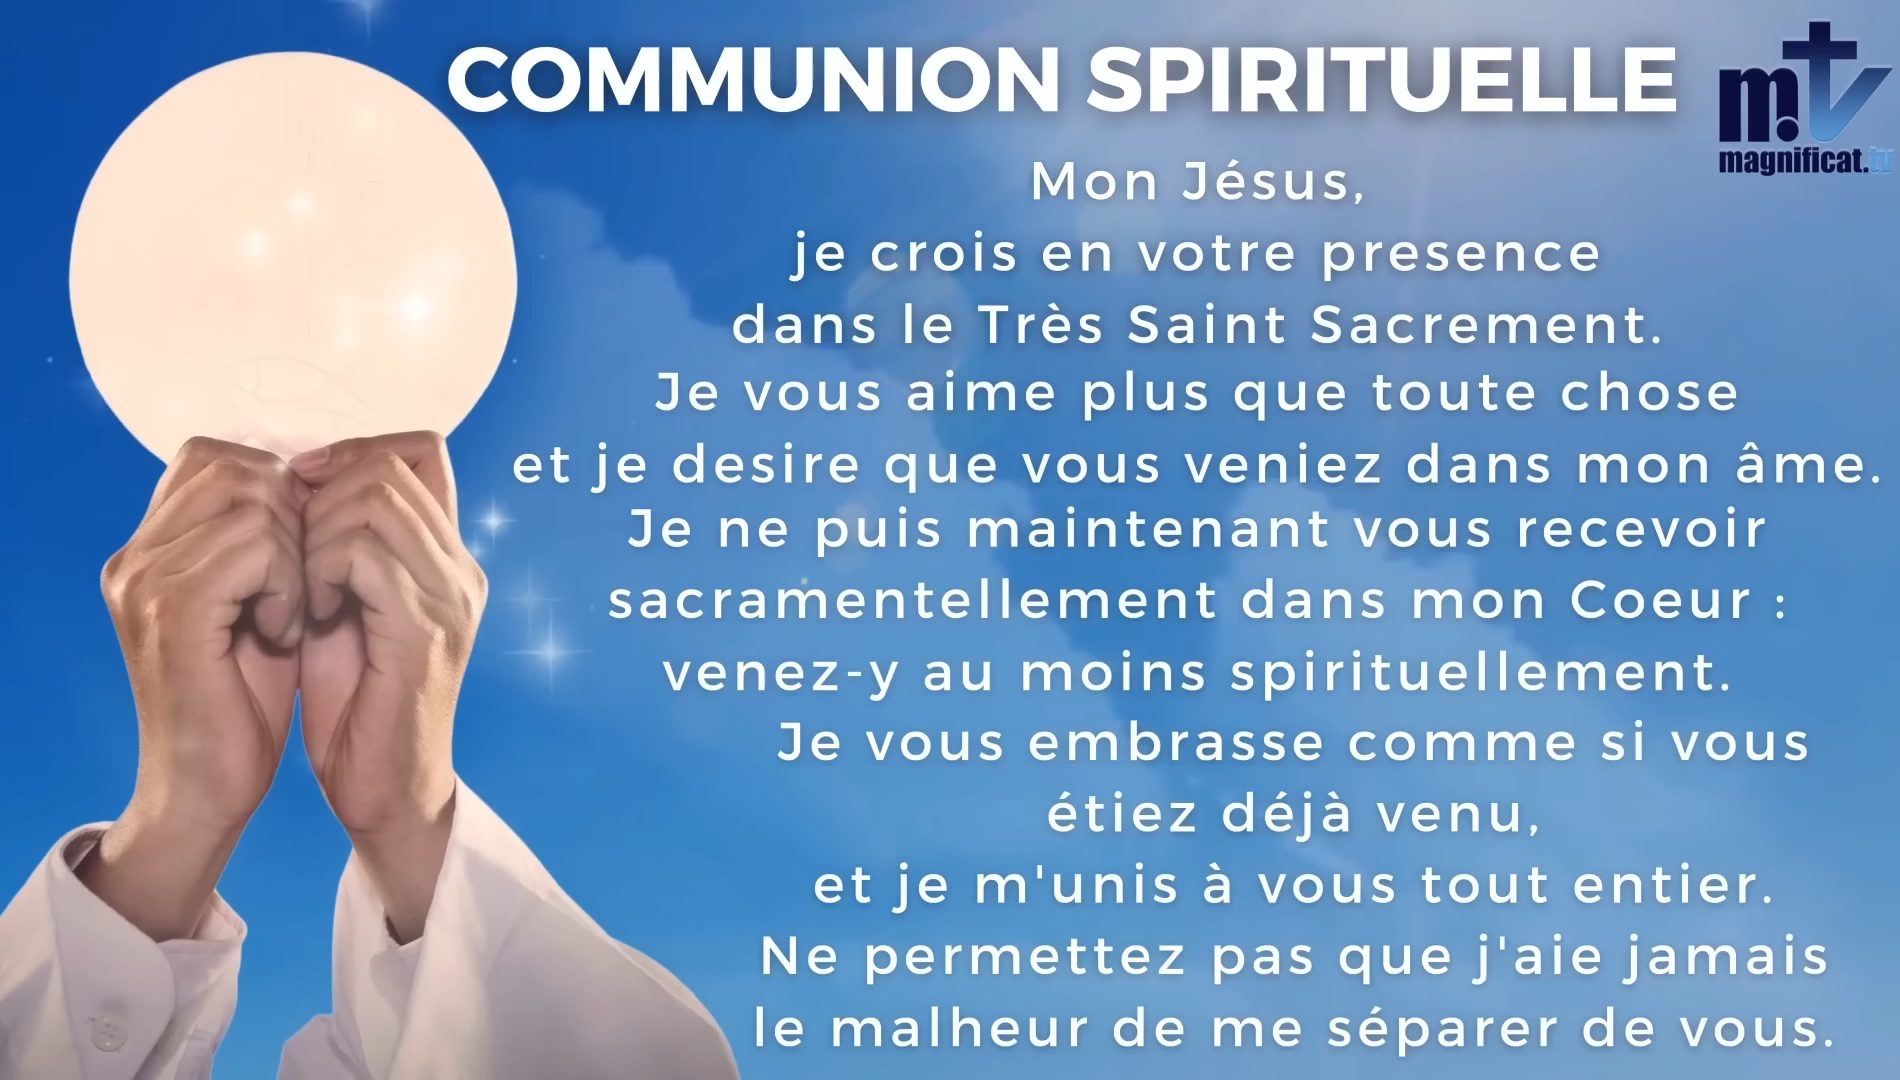 COMMUNION SPIRITUELLE
mtv
magnificat.tv
Mon Jésus,
je crois en votre presence
dans le Très Saint Sacrement.
Je vous aime plus que toute chose
et je desire que vous veniez dans mon âme.
Je ne puis maintenant vous recevoir
sacramentellement dans mon Coeur :
venez-y au moins spirituellement.
Je vous embrasse comme si vous
étiez déjà venu,
et je m'unis à vous tout entier.
Ne permettez pas que j'aie jamais
le malheur de me séparer de vous.